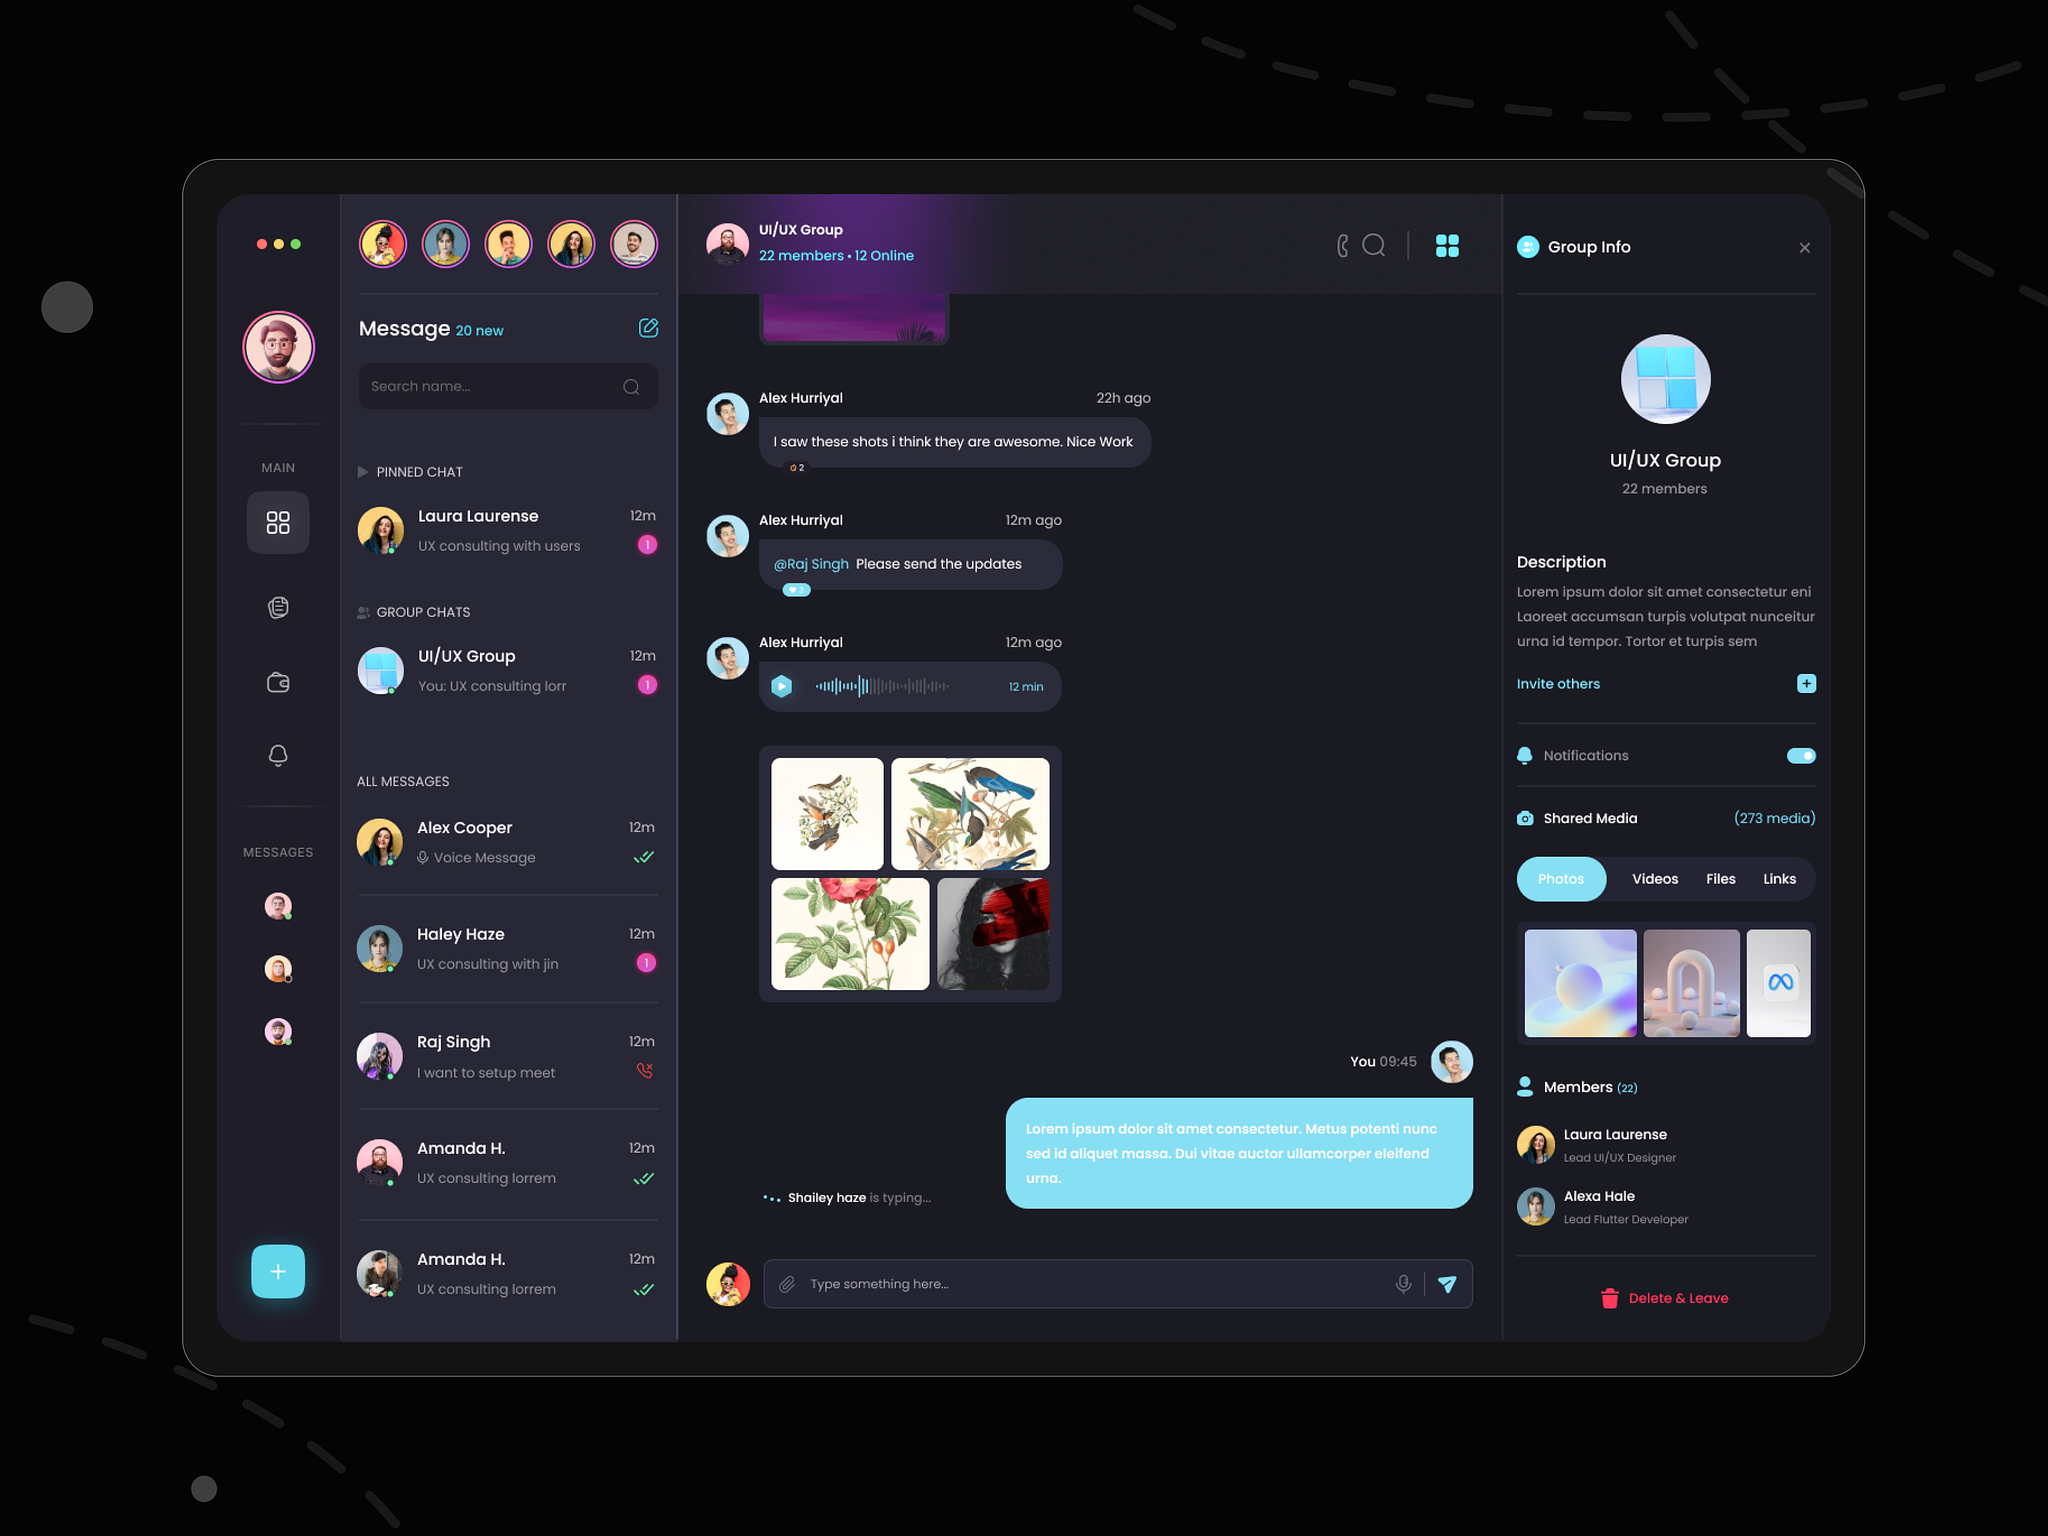 MAIN
MESSAGES
Message 20 new
Search name...
PINNED CHAT
Laura Laurense 12m
UX consulting with users 1
GROUP CHATS
UI/UX Group 12m
You: UX consulting lorr 1
ALL MESSAGES
Alex Cooper 12m
Voice Message
Haley Haze 12m
UX consulting with jin 1
Raj Singh 12m
I want to setup meet
Amanda H. 12m
UX consulting lorrem
Amanda H. 12m
UX consulting lorrem
UI/UX Group
22 members • 12 Online
Alex Hurriyal 22h ago
I saw these shots i think they are awesome. Nice Work
2
Alex Hurriyal 12m ago
@Raj Singh Please send the updates
3
Alex Hurriyal 12m ago
12 min
You 09:45
Lorem ipsum dolor sit amet consectetur. Metus potenti nunc
sed id aliquet massa. Dui vitae auctor ullamcorper eleifend
urna.
Shailey haze is typing...
Type something here...
Group Info
UI/UX Group
22 members
Description
Lorem ipsum dolor sit amet consectetur eni
Laoreet accumsan turpis volutpat nunceitur
urna id tempor. Tortor et turpis sem
Invite others
Notifications
Shared Media (273 media)
Photos Videos Files Links
Members (22)
Laura Laurense
Lead UI/UX Designer
Alexa Hale
Lead Flutter Developer
Delete & Leave